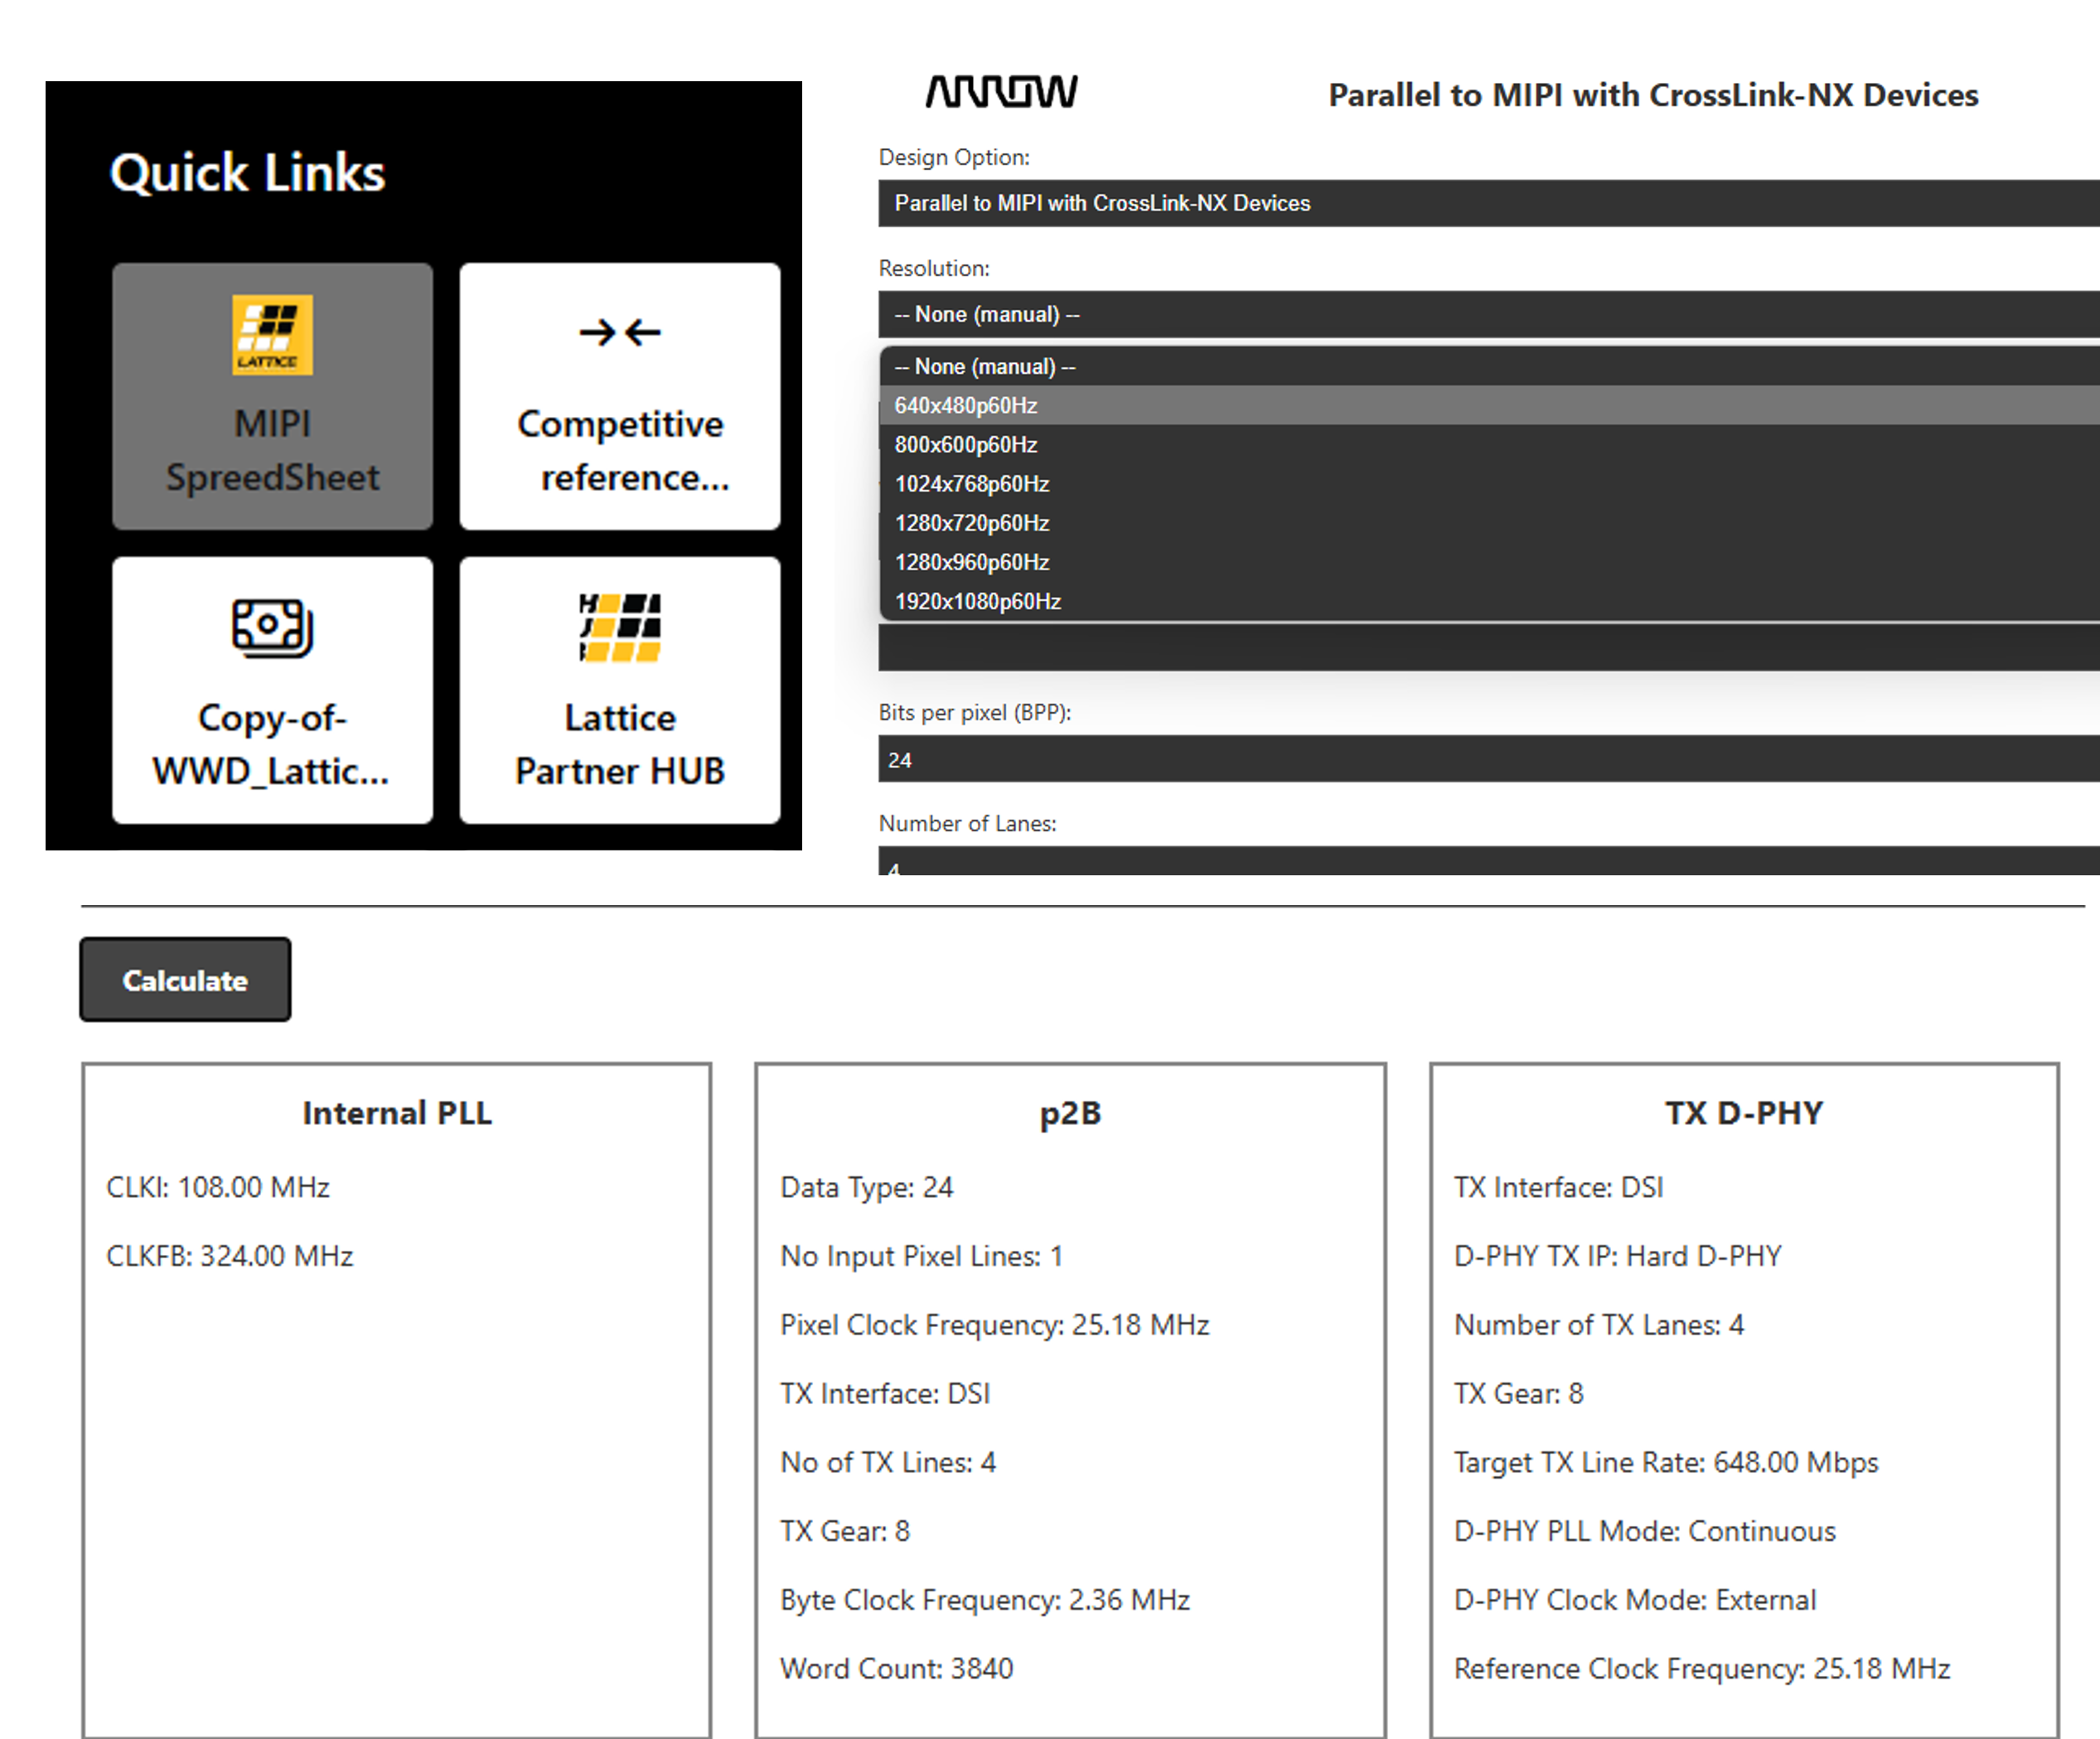 Quick Links
LATTICE
MIPI
SpreedSheet
Competitive
reference...
Copy-of-
WWD_Lattic...
Lattice
Partner HUB
ARROW
Parallel to MIPI with CrossLink-NX Devices
Design Option:
Parallel to MIPI with CrossLink-NX Devices
Resolution:
-- None (manual) --
-- None (manual) --
640x480p60Hz
800x600p60Hz
1024x768p60Hz
1280x720p60Hz
1280x960p60Hz
1920x1080p60Hz
Bits per pixel (BPP):
24
Number of Lanes:
4
Calculate
Internal PLL
CLKI: 108.00 MHz
CLKFB: 324.00 MHz
p2B
Data Type: 24
No Input Pixel Lines: 1
Pixel Clock Frequency: 25.18 MHz
TX Interface: DSI
No of TX Lines: 4
TX Gear: 8
Byte Clock Frequency: 2.36 MHz
Word Count: 3840
TX D-PHY
TX Interface: DSI
D-PHY TX IP: Hard D-PHY
Number of TX Lanes: 4
TX Gear: 8
Target TX Line Rate: 648.00 Mbps
D-PHY PLL Mode: Continuous
D-PHY Clock Mode: External
Reference Clock Frequency: 25.18 MHz